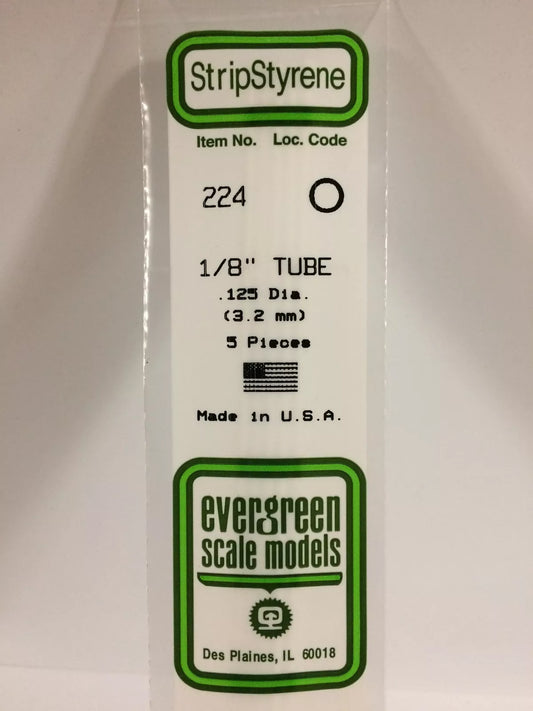 StripStyrene
Item No. Loc. Code
224
1/8" TUBE
.125 Dia.
(3.2 mm)
5 Pieces
Made in U.S.A.
evergreen
scale models
Des Plaines, IL 60018